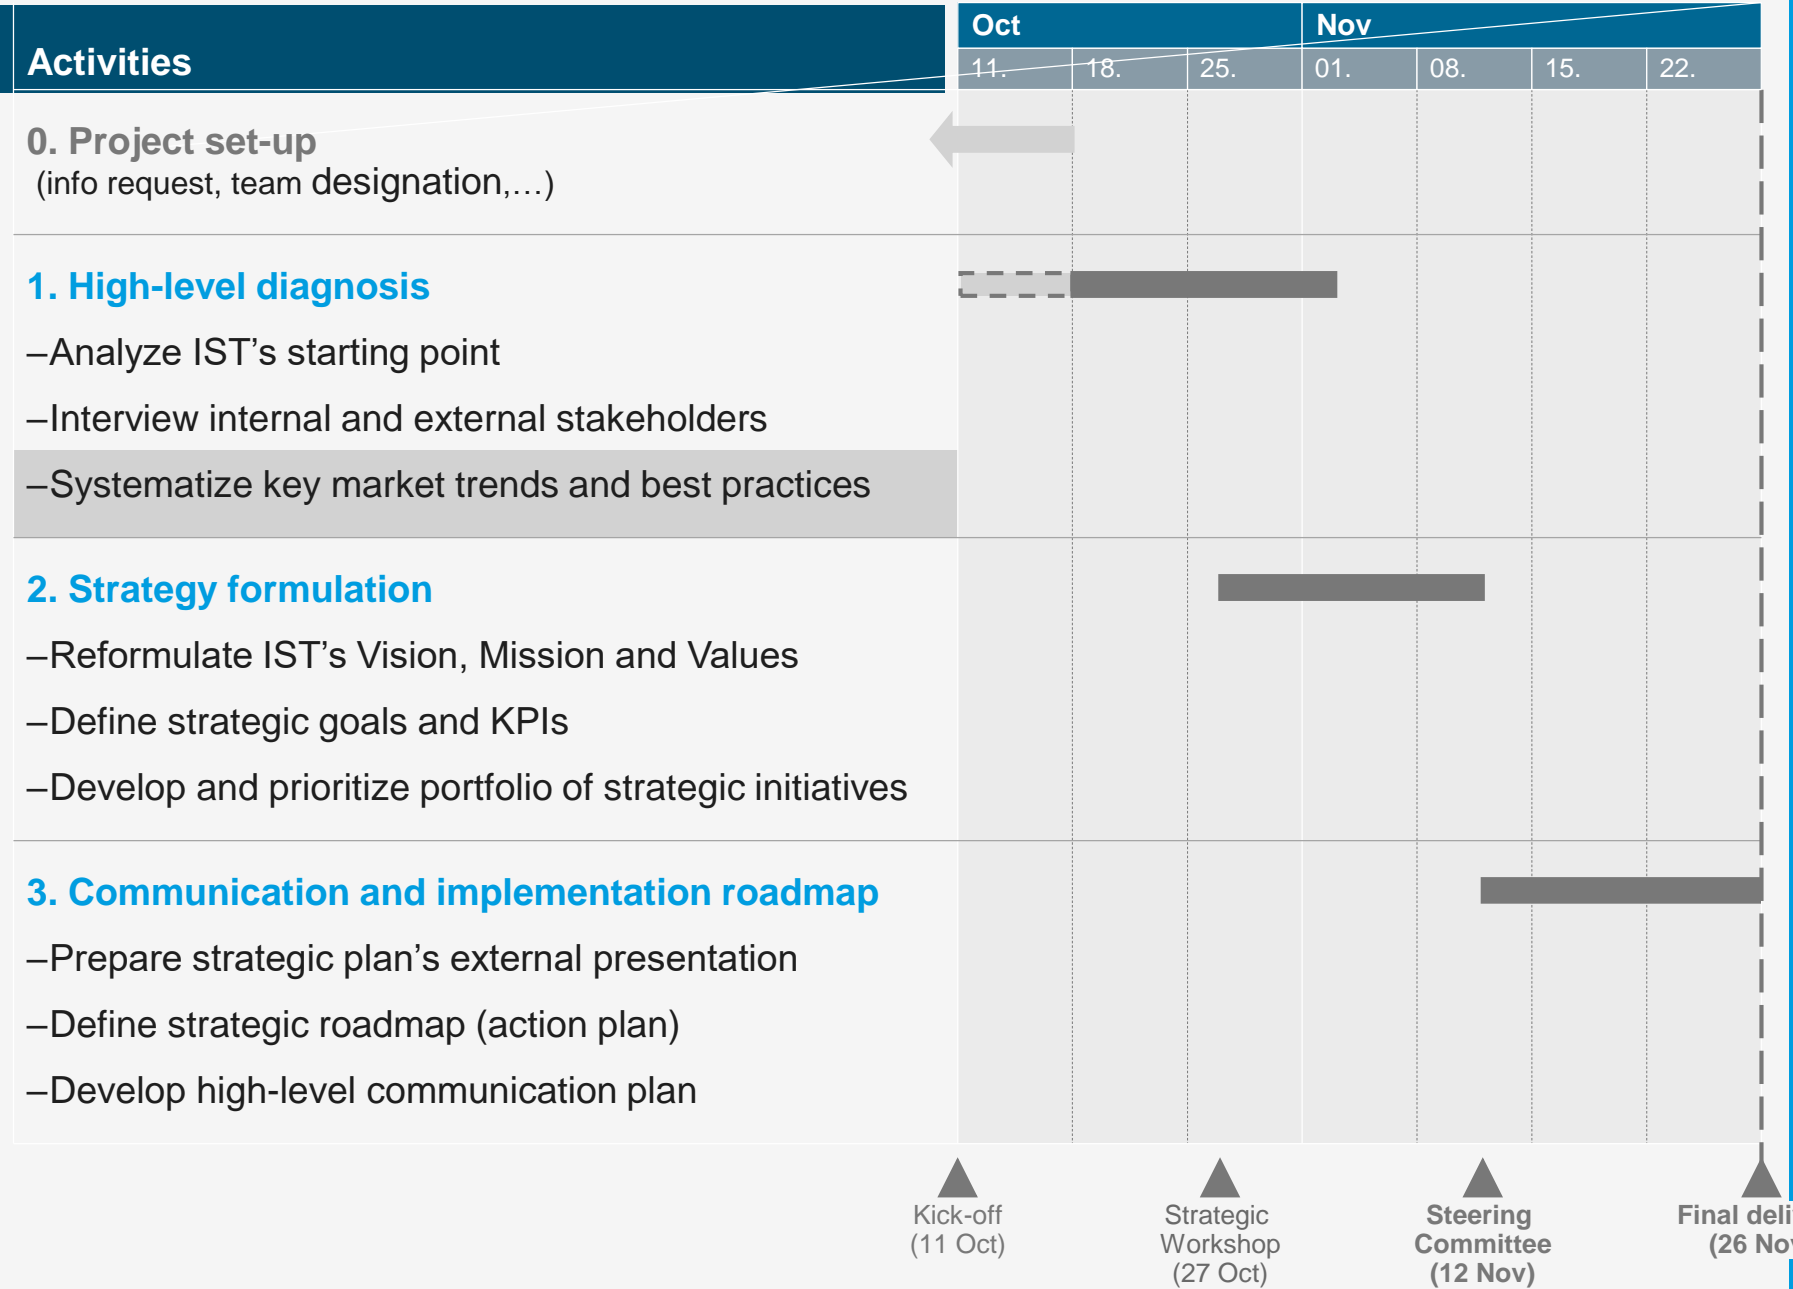 Activities
Oct
Nov
11.
18.
25.
01.
08.
15.
22.
0. Project set-up
(info request, team designation,…)
1. High-level diagnosis
–Analyze IST’s starting point
–Interview internal and external stakeholders
–Systematize key market trends and best practices
2. Strategy formulation
–Reformulate IST’s Vision, Mission and Values
–Define strategic goals and KPIs
–Develop and prioritize portfolio of strategic initiatives
3. Communication and implementation roadmap
–Prepare strategic plan’s external presentation
–Define strategic roadmap (action plan)
–Develop high-level communication plan
Kick-off
(11 Oct)
Strategic
Workshop
(27 Oct)
Steering
Committee
(12 Nov)
Final
(26